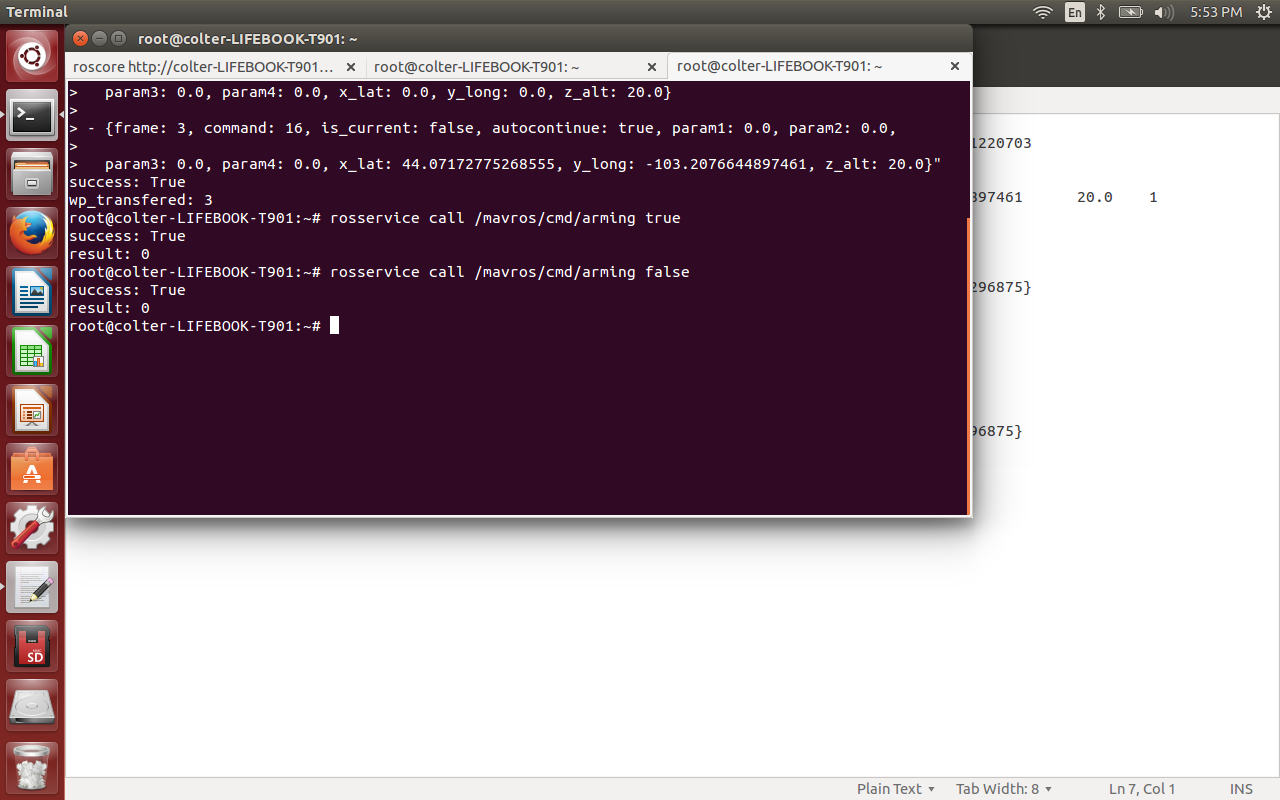 Terminal
En
5:53 PM
root@colter-LIFEBOOK-T901: ~
roscore http://colter-LIFEBOOK-T901...
root@colter-LIFEBOOK-T901: ~
root@colter-LIFEBOOK-T901: ~
>   param3: 0.0, param4: 0.0, x_lat: 0.0, y_long: 0.0, z_alt: 20.0}
>
> - {frame: 3, command: 16, is_current: false, autocontinue: true, param1: 0.0, param2: 0.0,
>
>   param3: 0.0, param4: 0.0, x_lat: 44.07172775268555, y_long: -103.2076644897461, z_alt: 20.0}"
success: True
wp_transfered: 3
root@colter-LIFEBOOK-T901:~# rosservice call /mavros/cmd/arming true
success: True
result: 0
root@colter-LIFEBOOK-T901:~# rosservice call /mavros/cmd/arming false
success: True
result: 0
root@colter-LIFEBOOK-T901:~#
1220703
397461 20.0 1
296875}
96875}
SD
Plain Text Tab Width: 8 Ln 7, Col 1 INS